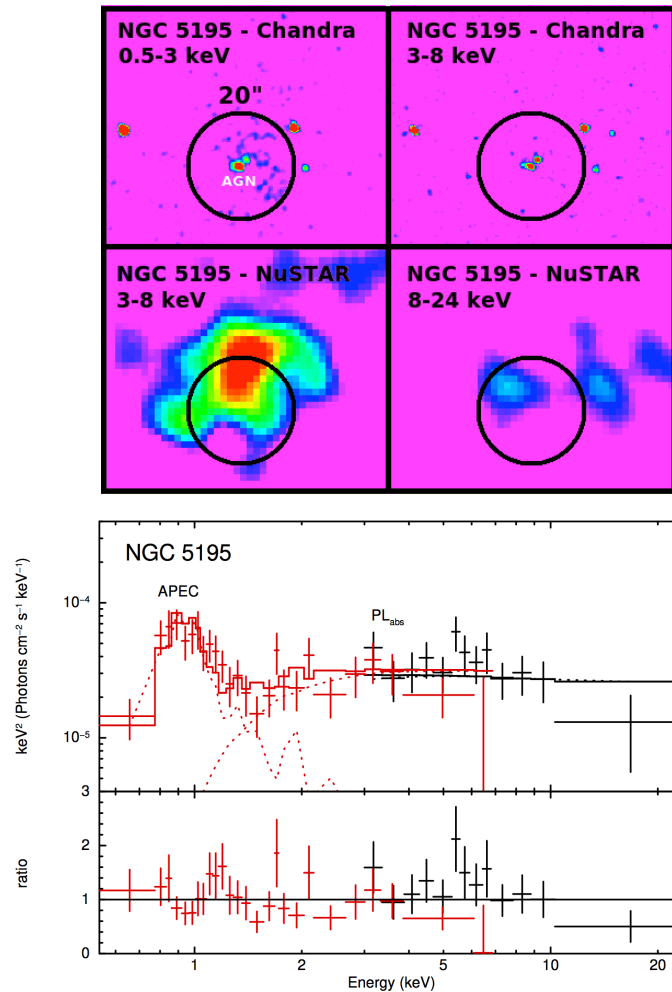 NGC 5195 - Chandra
0.5-3 keV
20"
AGN
NGC 5195 - Chandra
3-8 keV
NGC 5195 - NuSTAR
3-8 keV
NGC 5195 - NuSTAR
8-24 keV
NGC 5195
APEC
PLabs
keV² (Photons cm⁻² s⁻¹ keV⁻¹)
10⁻⁴
10⁻⁵
3
ratio
2
1
0
1
2
5
10
20
Energy (keV)